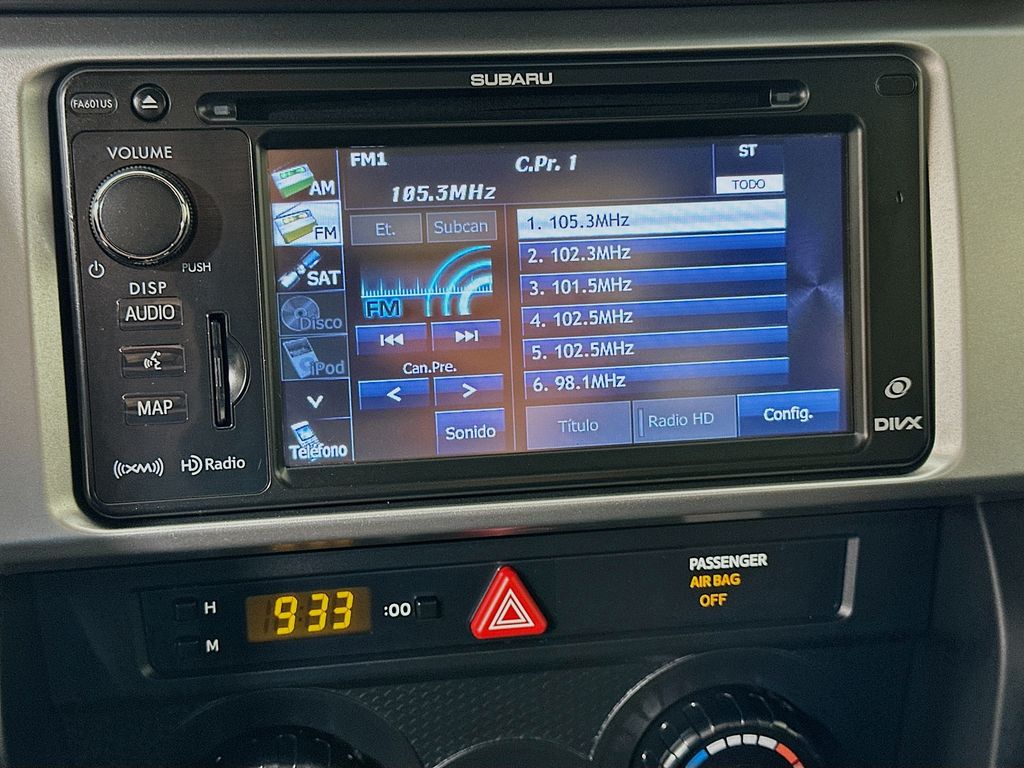 SUBARU
FA601US
VOLUME
PUSH
DISP
AUDIO
MAP
((XM))
HD Radio
AM
FM
SAT
Disco
iPod
Teléfono
FM1
C.Pr. 1
ST
105.3MHz
TODO
Et.
Subcan
FM
Can.Pre.
<
>
Sonido
1. 105.3MHz
2. 102.3MHz
3. 101.5MHz
4. 102.5MHz
5. 102.5MHz
6. 98.1MHz
Título
Radio HD
Config.
DIVX
H
M
9:33
:00
PASSENGER
AIR BAG
OFF